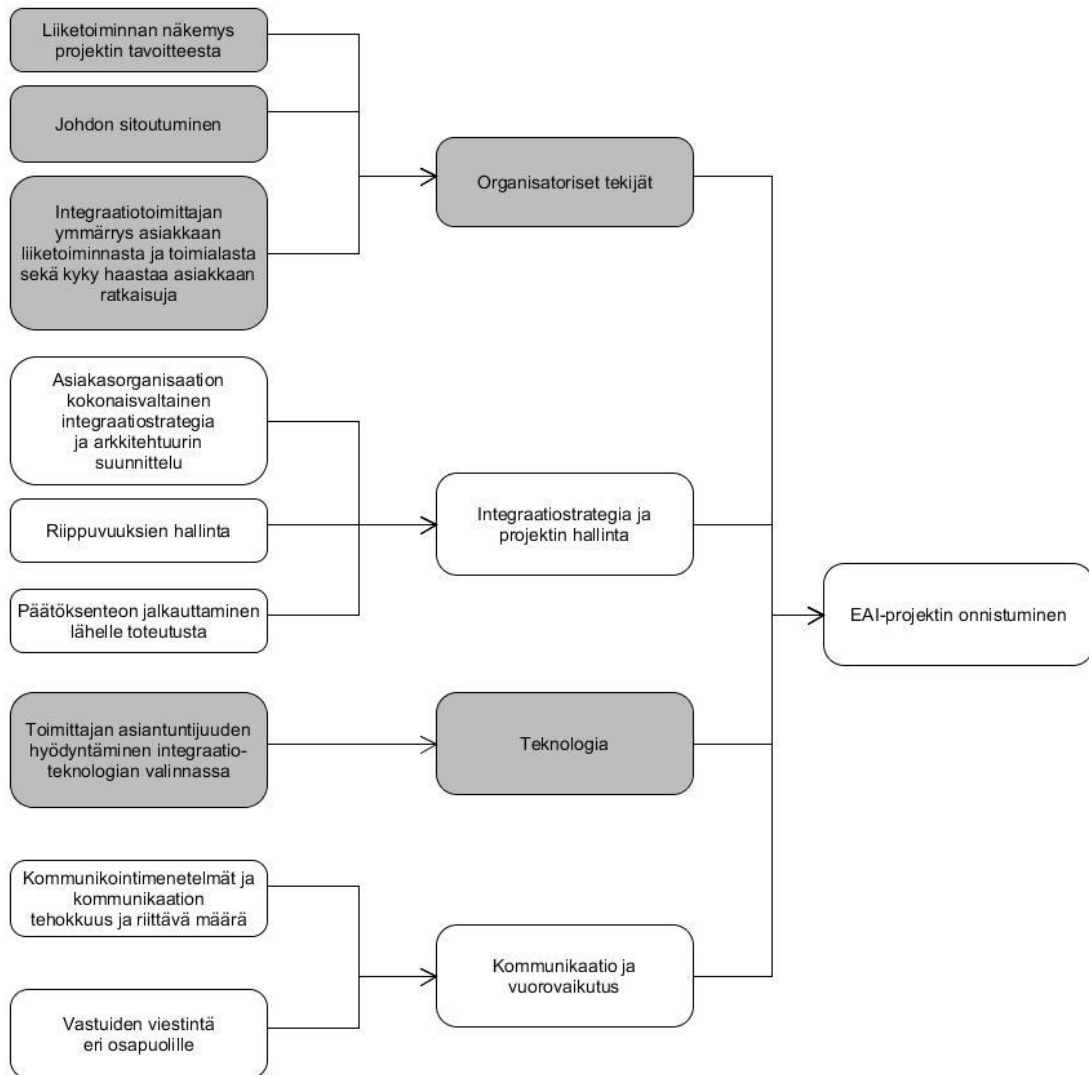 Liiketoiminnan näkemys
projektin tavoitteesta
Johdon sitoutuminen
Integraatiotoimittajan
ymmärrys asiakkaan
liiketoiminnasta ja toimialasta
sekä kyky haastaa asiakkaan
ratkaisuja
Organisatoriset tekijät
Asiakasorganisaation
kokonaisvaltainen
integraatiostrategia
ja arkkitehtuurin
suunnittelu
Riippuvuuksien hallinta
Päätöksenteon jalkauttaminen
lähelle toteutusta
Integraatiostrategia ja
projektin hallinta
Toimittajan asiantuntijuuden
hyödyntäminen integraatio-
teknologian valinnassa
Teknologia
Kommunikointimenetelmät ja
kommunikaation
tehokkuus ja riittävä määrä
Vastuiden viestintä
eri osapuolille
Kommunikaatio ja
vuorovaikutus
EAI-projektin onnistuminen